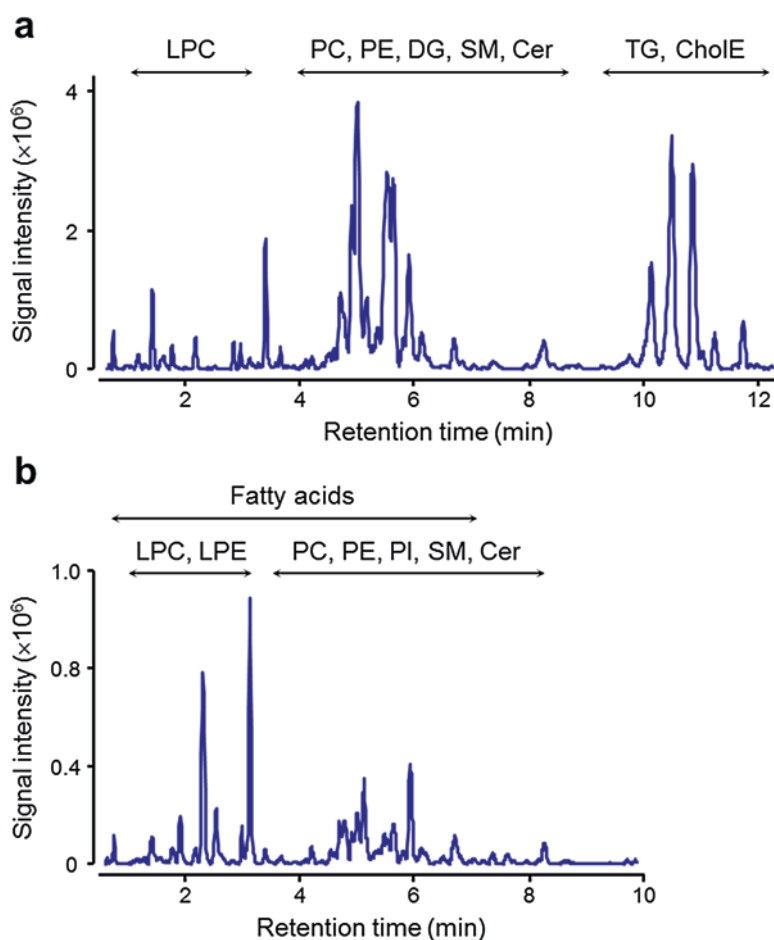 a
LPC PC, PE, DG, SM, Cer TG, CholE
Signal intensity (×10⁶)
4
2
0
2 4 6 8 10 12
Retention time (min)
b
Fatty acids
LPC, LPE PC, PE, PI, SM, Cer
Signal intensity (×10⁶)
1.0
0.8
0.4
0
2 4 6 8 10
Retention time (min)